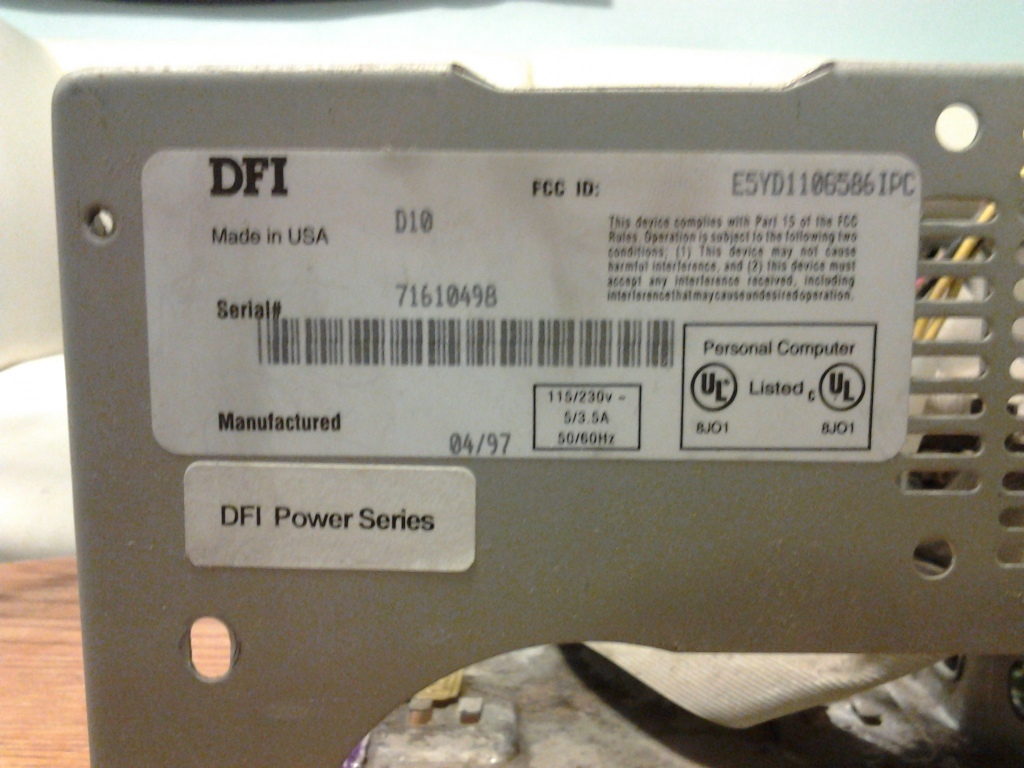 DFI
FCC ID:
E5YD110G586IPC
Made in USA
D10
This device complies with Part 15 of the FCC
Rules. Operation is subject to the following two
conditions; (1) This device may not cause
harmful interference, and (2) this device must
accept any interference received, including
interferencethatmaycauseundesiredoperation.
Serial#
71610498
Personal Computer
UL Listed c UL
8JO1
8JO1
115/230v ~
5/3.5A
50/60Hz
Manufactured
04/97
DFI Power Series